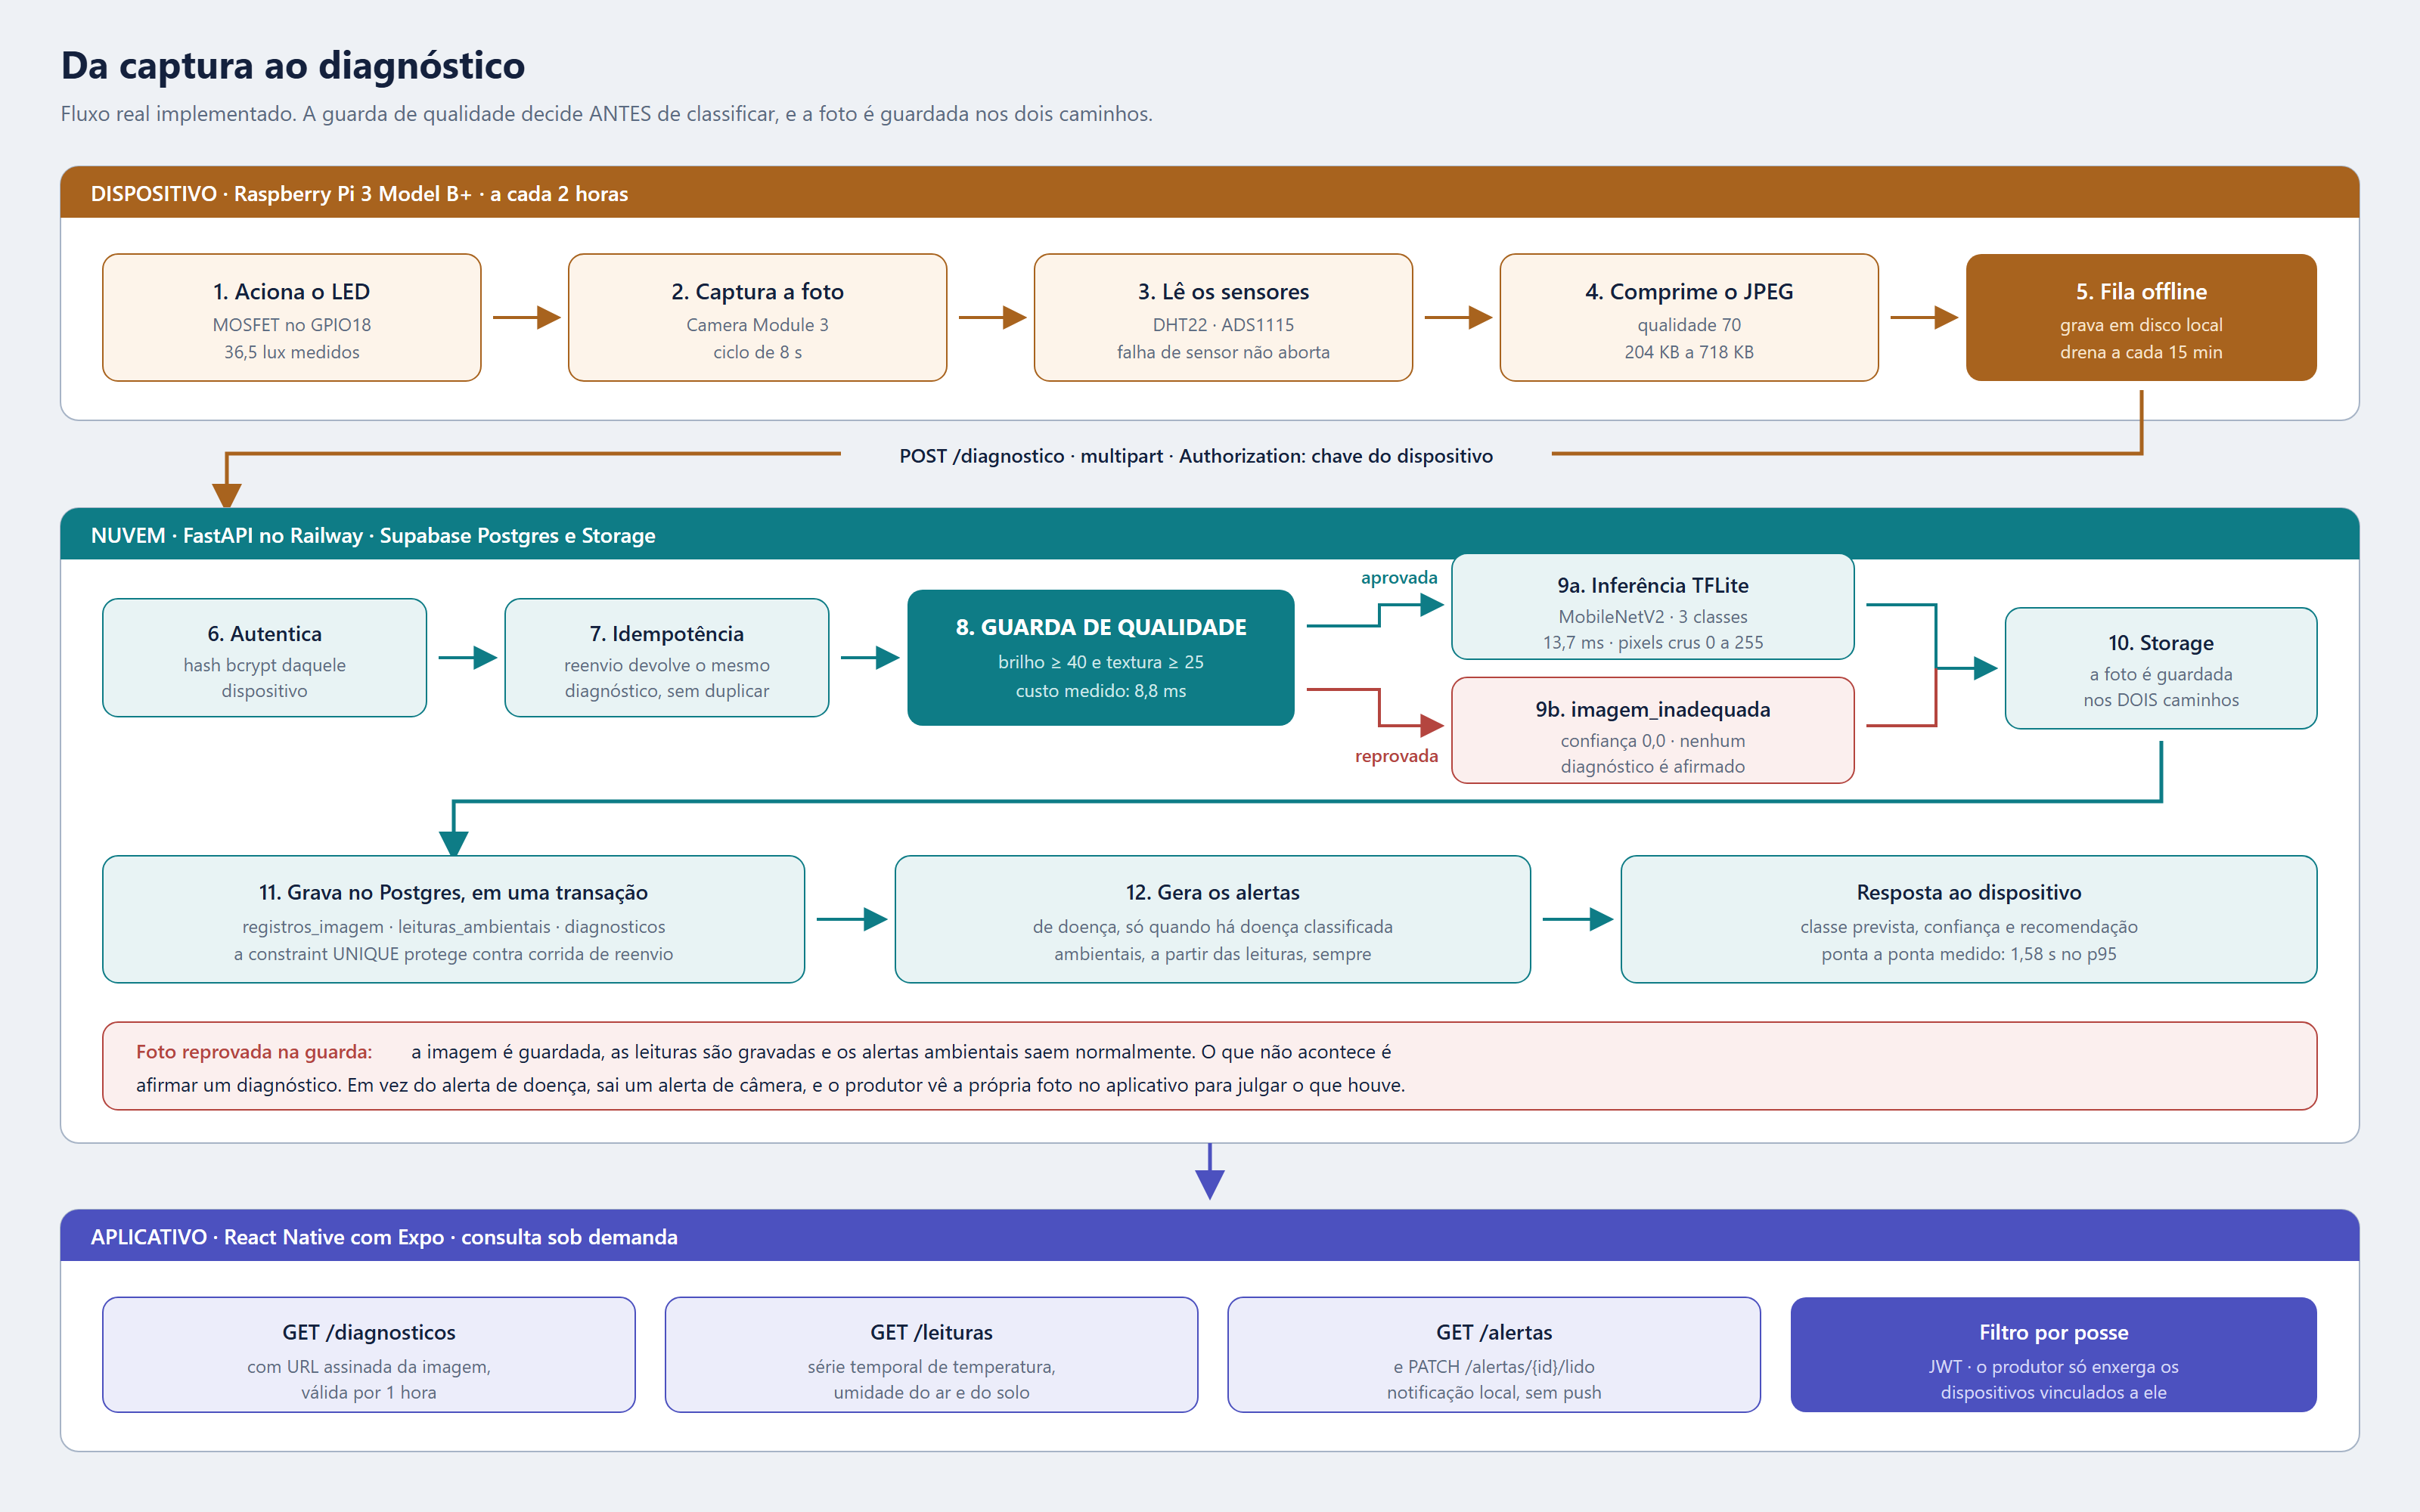 Da captura ao diagnóstico
Fluxo real implementado. A guarda de qualidade decide ANTES de classificar, e a foto é guardada nos dois caminhos.
DISPOSITIVO · Raspberry Pi 3 Model B+ · a cada 2 horas
1. Aciona o LED
MOSFET no GPIO18
36,5 lux medidos
2. Captura a foto
Camera Module 3
ciclo de 8 s
3. Lê os sensores
DHT22 · ADS1115
falha de sensor não aborta
4. Comprime o JPEG
qualidade 70
204 KB a 718 KB
5. Fila offline
grava em disco local
drena a cada 15 min
POST /diagnostico · multipart · Authorization: chave do dispositivo
NUVEM · FastAPI no Railway · Supabase Postgres e Storage
6. Autentica
hash bcrypt daquele
dispositivo
7. Idempotência
reenvio devolve o mesmo
diagnóstico, sem duplicar
8. GUARDA DE QUALIDADE
brilho ≥ 40 e textura ≥ 25
custo medido: 8,8 ms
aprovada
reprovada
9a. Inferência TFLite
MobileNetV2 · 3 classes
13,7 ms · pixels crus 0 a 255
9b. imagem_inadequada
confiança 0,0 · nenhum
diagnóstico é afirmado
10. Storage
a foto é guardada
nos DOIS caminhos
11. Grava no Postgres, em uma transação
registros_imagem · leituras_ambientais · diagnosticos
a constraint UNIQUE protege contra corrida de reenvio
12. Gera os alertas
de doença, só quando há doença classificada
ambientais, a partir das leituras, sempre
Resposta ao dispositivo
classe prevista, confiança e recomendação
ponta a ponta medido: 1,58 s no p95
Foto reprovada na guarda: a imagem é guardada, as leituras são gravadas e os alertas ambientais saem normalmente. O que não acontece é
afirmar um diagnóstico. Em vez do alerta de doença, sai um alerta de câmera, e o produtor vê a própria foto no aplicativo para julgar o que houve.
APLICATIVO · React Native com Expo · consulta sob demanda
GET /diagnosticos
com URL assinada da imagem,
válida por 1 hora
GET /leituras
série temporal de temperatura,
umidade do ar e do solo
GET /alertas
e PATCH /alertas/{id}/lido
notificação local, sem push
Filtro por posse
JWT · o produtor só enxerga os
dispositivos vinculados a ele